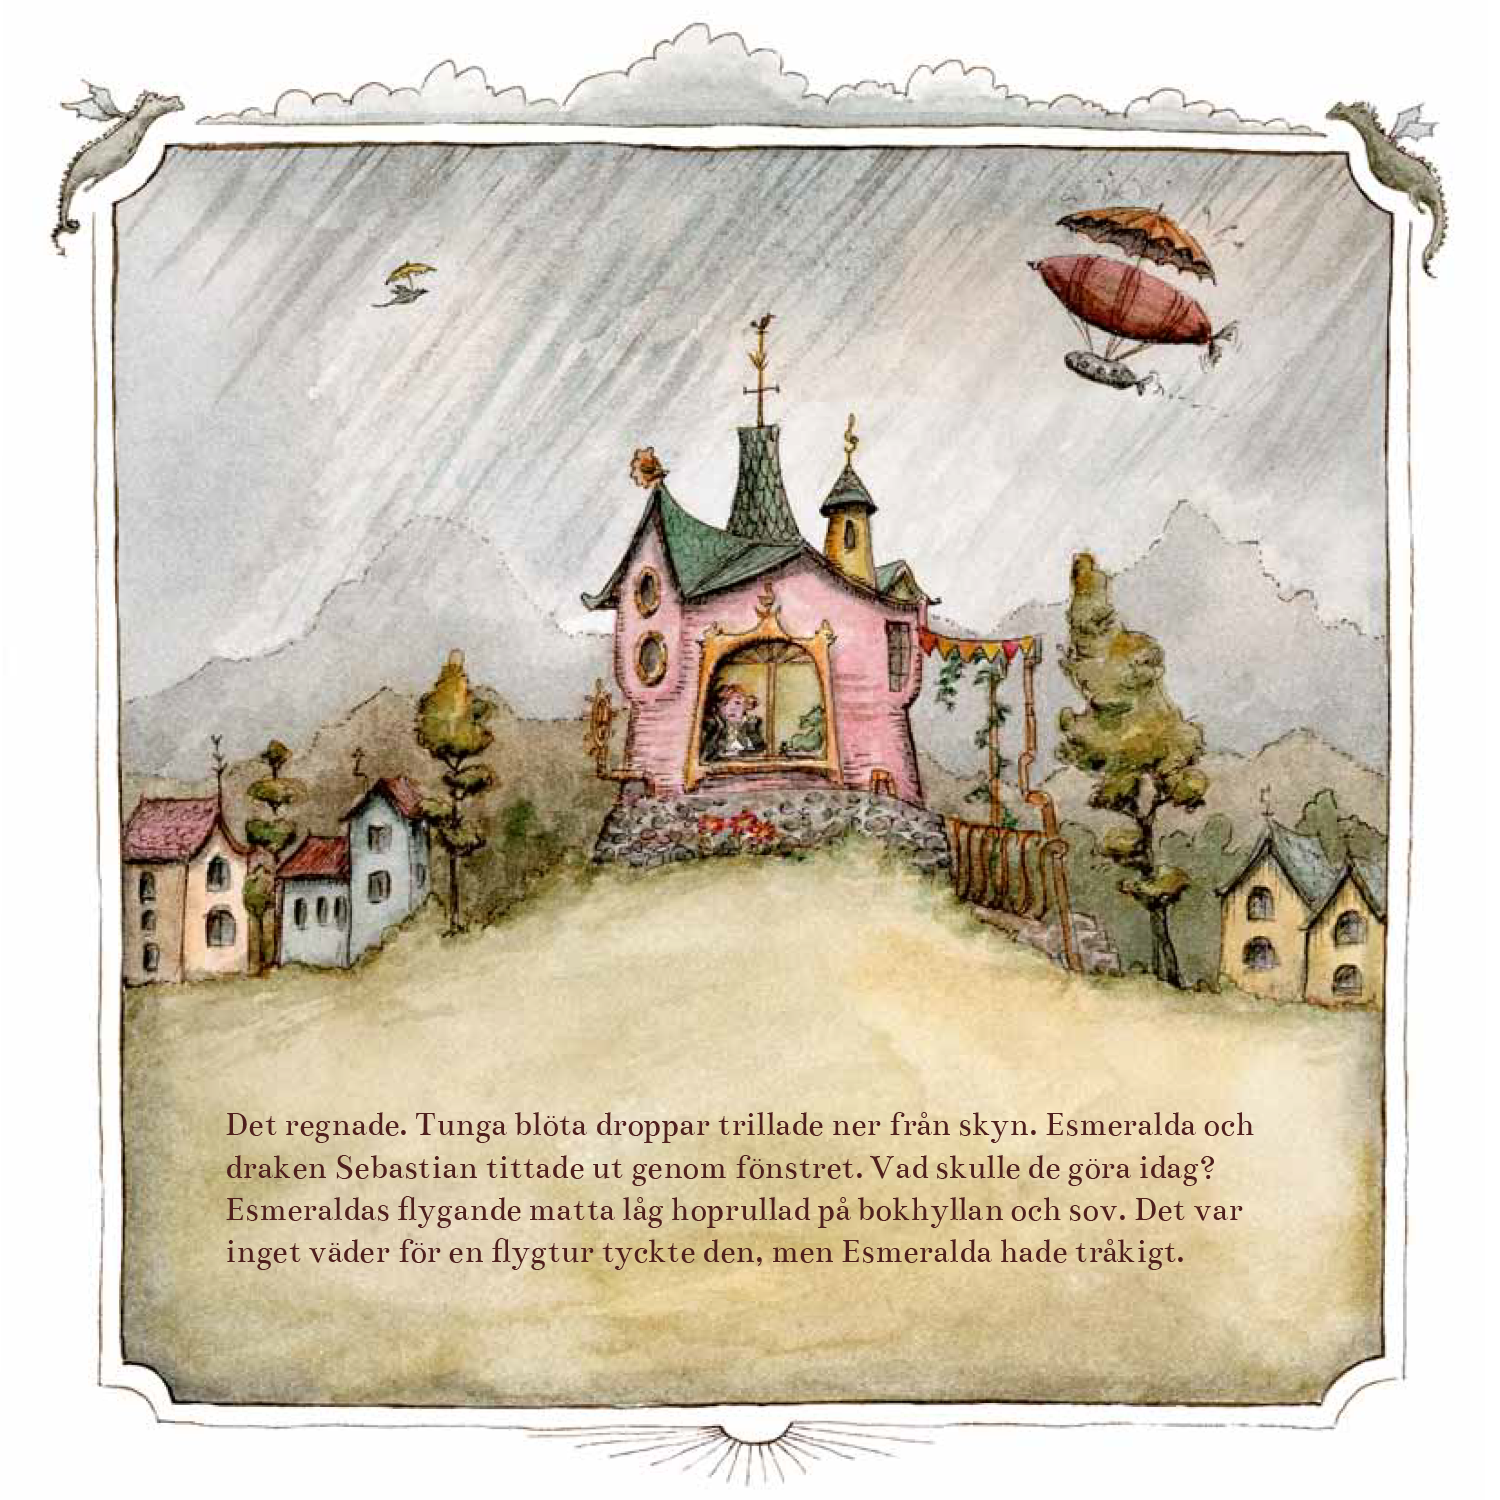 Det regnade. Tunga blöta droppar trillade ner från skyn. Esmeralda och
draken Sebastian tittade ut genom fönstret. Vad skulle de göra idag?
Esmeraldas flygande matta låg hoprullad på bokhyllan och sov. Det var
inget väder för en flygtur tyckte den, men Esmeralda hade tråkigt.